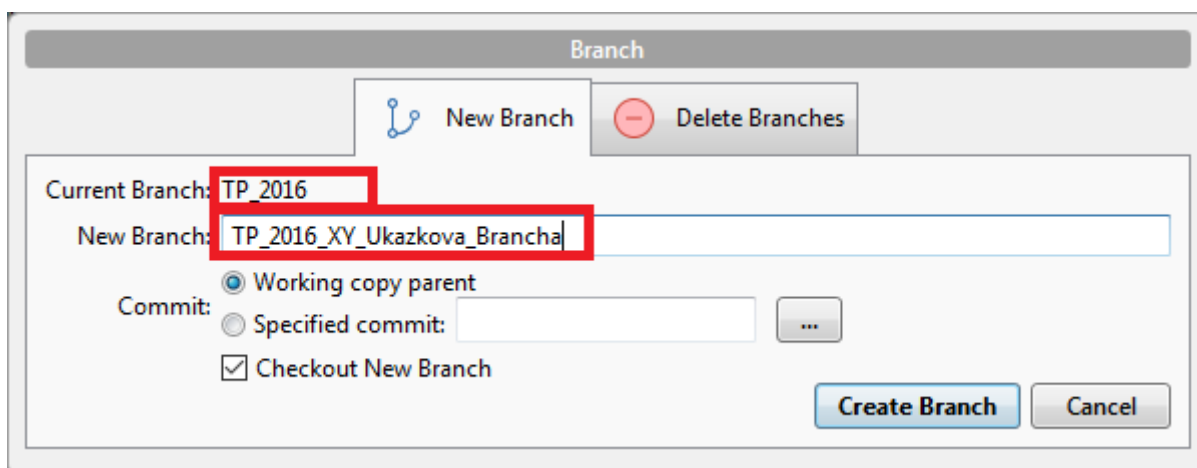 Branch
New Branch
Delete Branches
Current Branch: TP_2016
New Branch: TP_2016_XY_Ukazkova_Brancha
Commit:
Working copy parent
Specified commit:
...
Checkout New Branch
Create Branch
Cancel